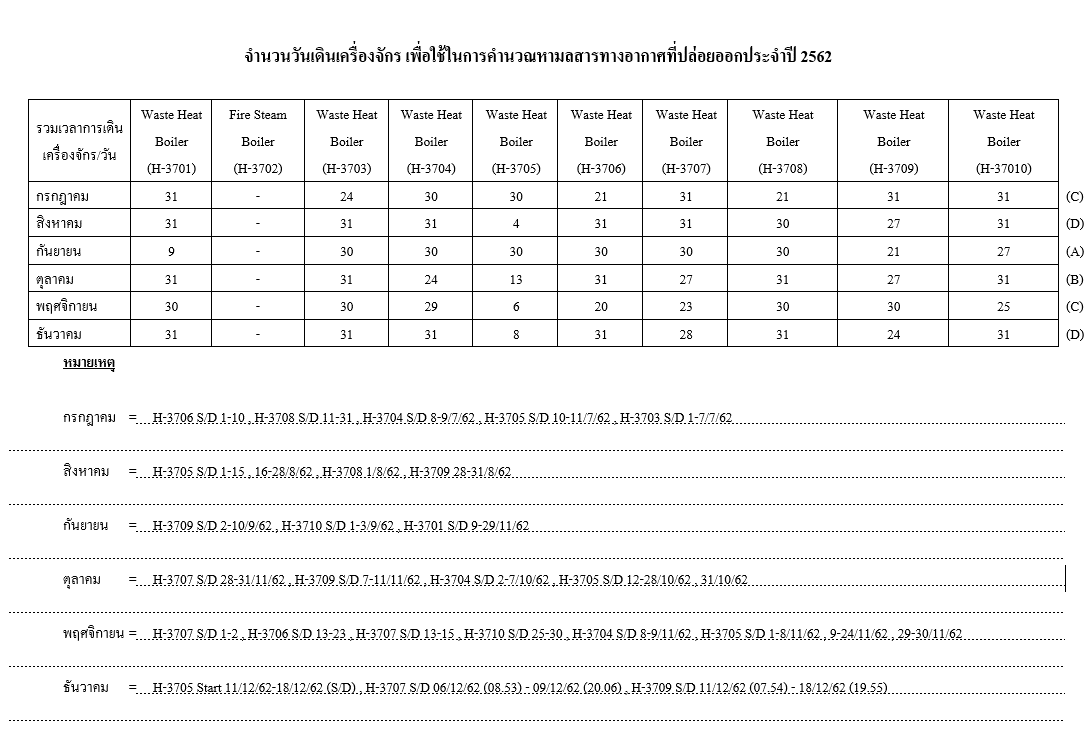 จำนวนวันเดินเครื่องจักร เพื่อใช้ในการคำนวณหามลสารทางอากาศที่ปล่อยออกประจำปี 2562
รวมเวลาการเดินเครื่องจักร/วัน Waste Heat Boiler (H-3701) Fire Steam Boiler (H-3702) Waste Heat Boiler (H-3703) Waste Heat Boiler (H-3704) Waste Heat Boiler (H-3705) Waste Heat Boiler (H-3706) Waste Heat Boiler (H-3707) Waste Heat Boiler (H-3708) Waste Heat Boiler (H-3709) Waste Heat Boiler (H-37010)
กรกฎาคม 31 - 24 30 30 21 31 21 31 31 (C)
สิงหาคม 31 - 31 31 4 31 31 30 27 31 (D)
กันยายน 9 - 30 30 30 30 30 30 21 27 (A)
ตุลาคม 31 - 31 24 13 31 27 31 27 31 (B)
พฤศจิกายน 30 - 30 29 6 20 23 30 30 25 (C)
ธันวาคม 31 - 31 31 8 31 28 31 24 31 (D)
หมายเหตุ
กรกฎาคม = H-3706 S/D 1-10 , H-3708 S/D 11-31 , H-3704 S/D 8-9/7/62 , H-3705 S/D 10-11/7/62 , H-3703 S/D 1-7/7/62
สิงหาคม = H-3705 S/D 1-15 , 16-28/8/62 , H-3708 1/8/62 , H-3709 28-31/8/62
กันยายน = H-3709 S/D 2-10/9/62 , H-3710 S/D 1-3/9/62 , H-3701 S/D 9-29/11/62
ตุลาคม = H-3707 S/D 28-31/11/62 , H-3709 S/D 7-11/11/62 , H-3704 S/D 2-7/10/62 , H-3705 S/D 12-28/10/62 , 31/10/62
พฤศจิกายน = H-3707 S/D 1-2 , H-3706 S/D 13-23 , H-3707 S/D 13-15 , H-3710 S/D 25-30 , H-3704 S/D 8-9/11/62 , H-3705 S/D 1-8/11/62 , 9-24/11/62 , 29-30/11/62
ธันวาคม = H-3705 Start 11/12/62-18/12/62 (S/D) , H-3707 S/D 06/12/62 (08.53) - 09/12/62 (20.06) , H-3709 S/D 11/12/62 (07.54) - 18/12/62 (19.55)